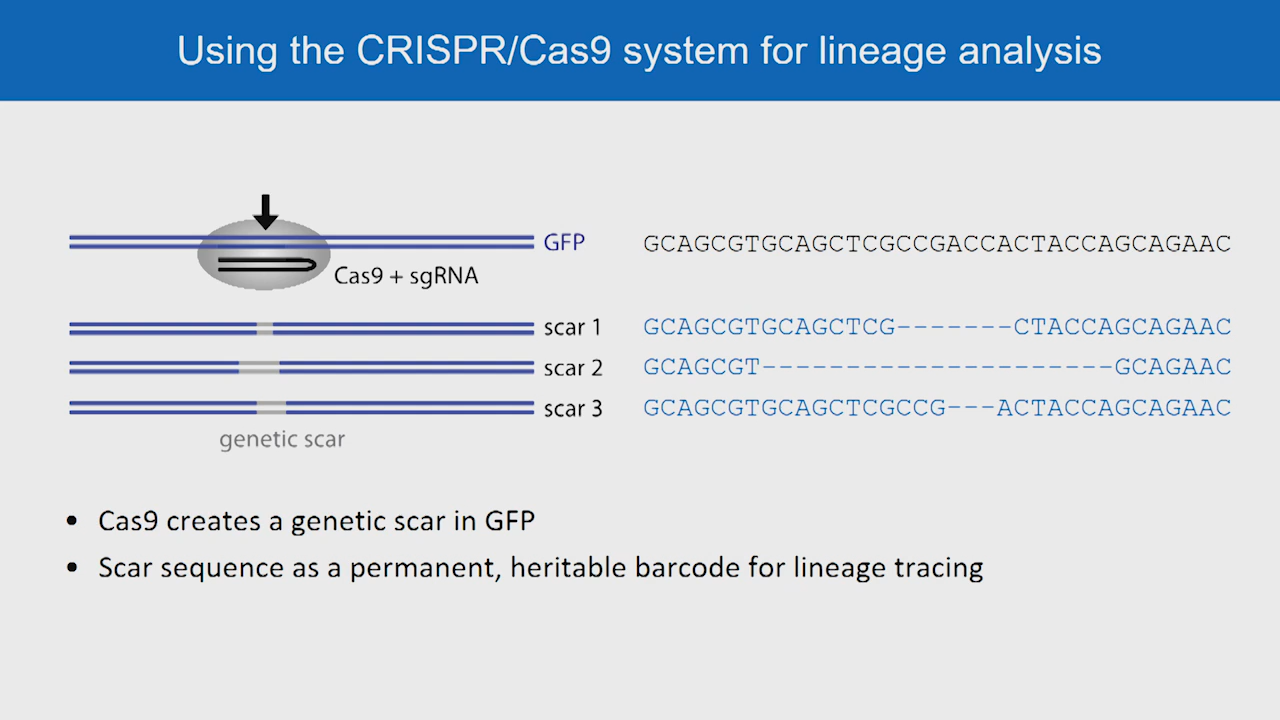 Using the CRISPR/Cas9 system for lineage analysis
GFP GCAGCGTGCAGCTCGCCGACCACTACCAGCAGAAC
Cas9 + sgRNA
scar 1 GCAGCGTGCAGCTCG-------CTACCAGCAGAAC
scar 2 GCAGCGT---------------------GCAGAAC
scar 3 GCAGCGTGCAGCTCGCCG---ACTACCAGCAGAAC
genetic scar
• Cas9 creates a genetic scar in GFP
• Scar sequence as a permanent, heritable barcode for lineage tracing